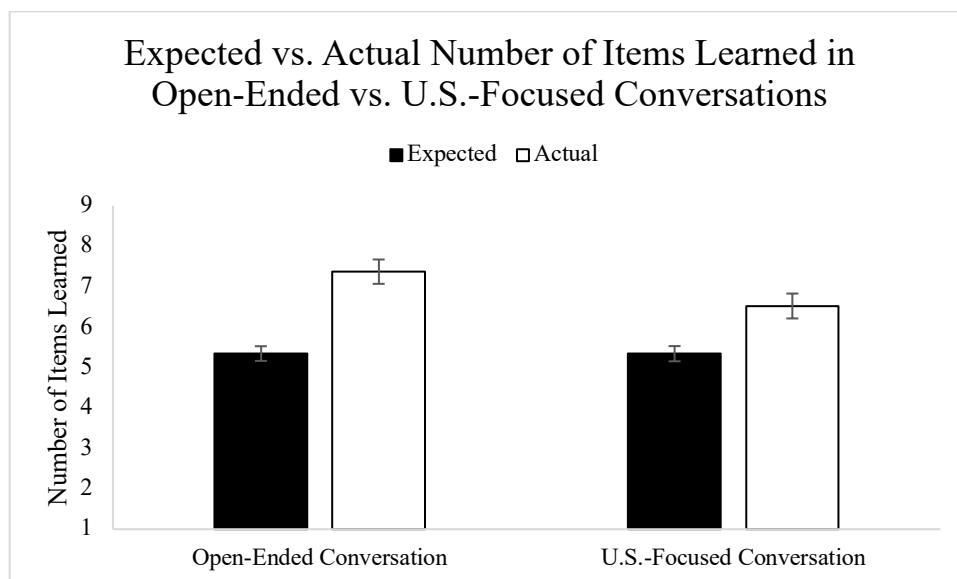 Expected vs. Actual Number of Items Learned in
Open-Ended vs. U.S.-Focused Conversations
Expected Actual
Number of Items Learned
9
8
7
6
5
4
3
2
1
Open-Ended Conversation U.S.-Focused Conversation